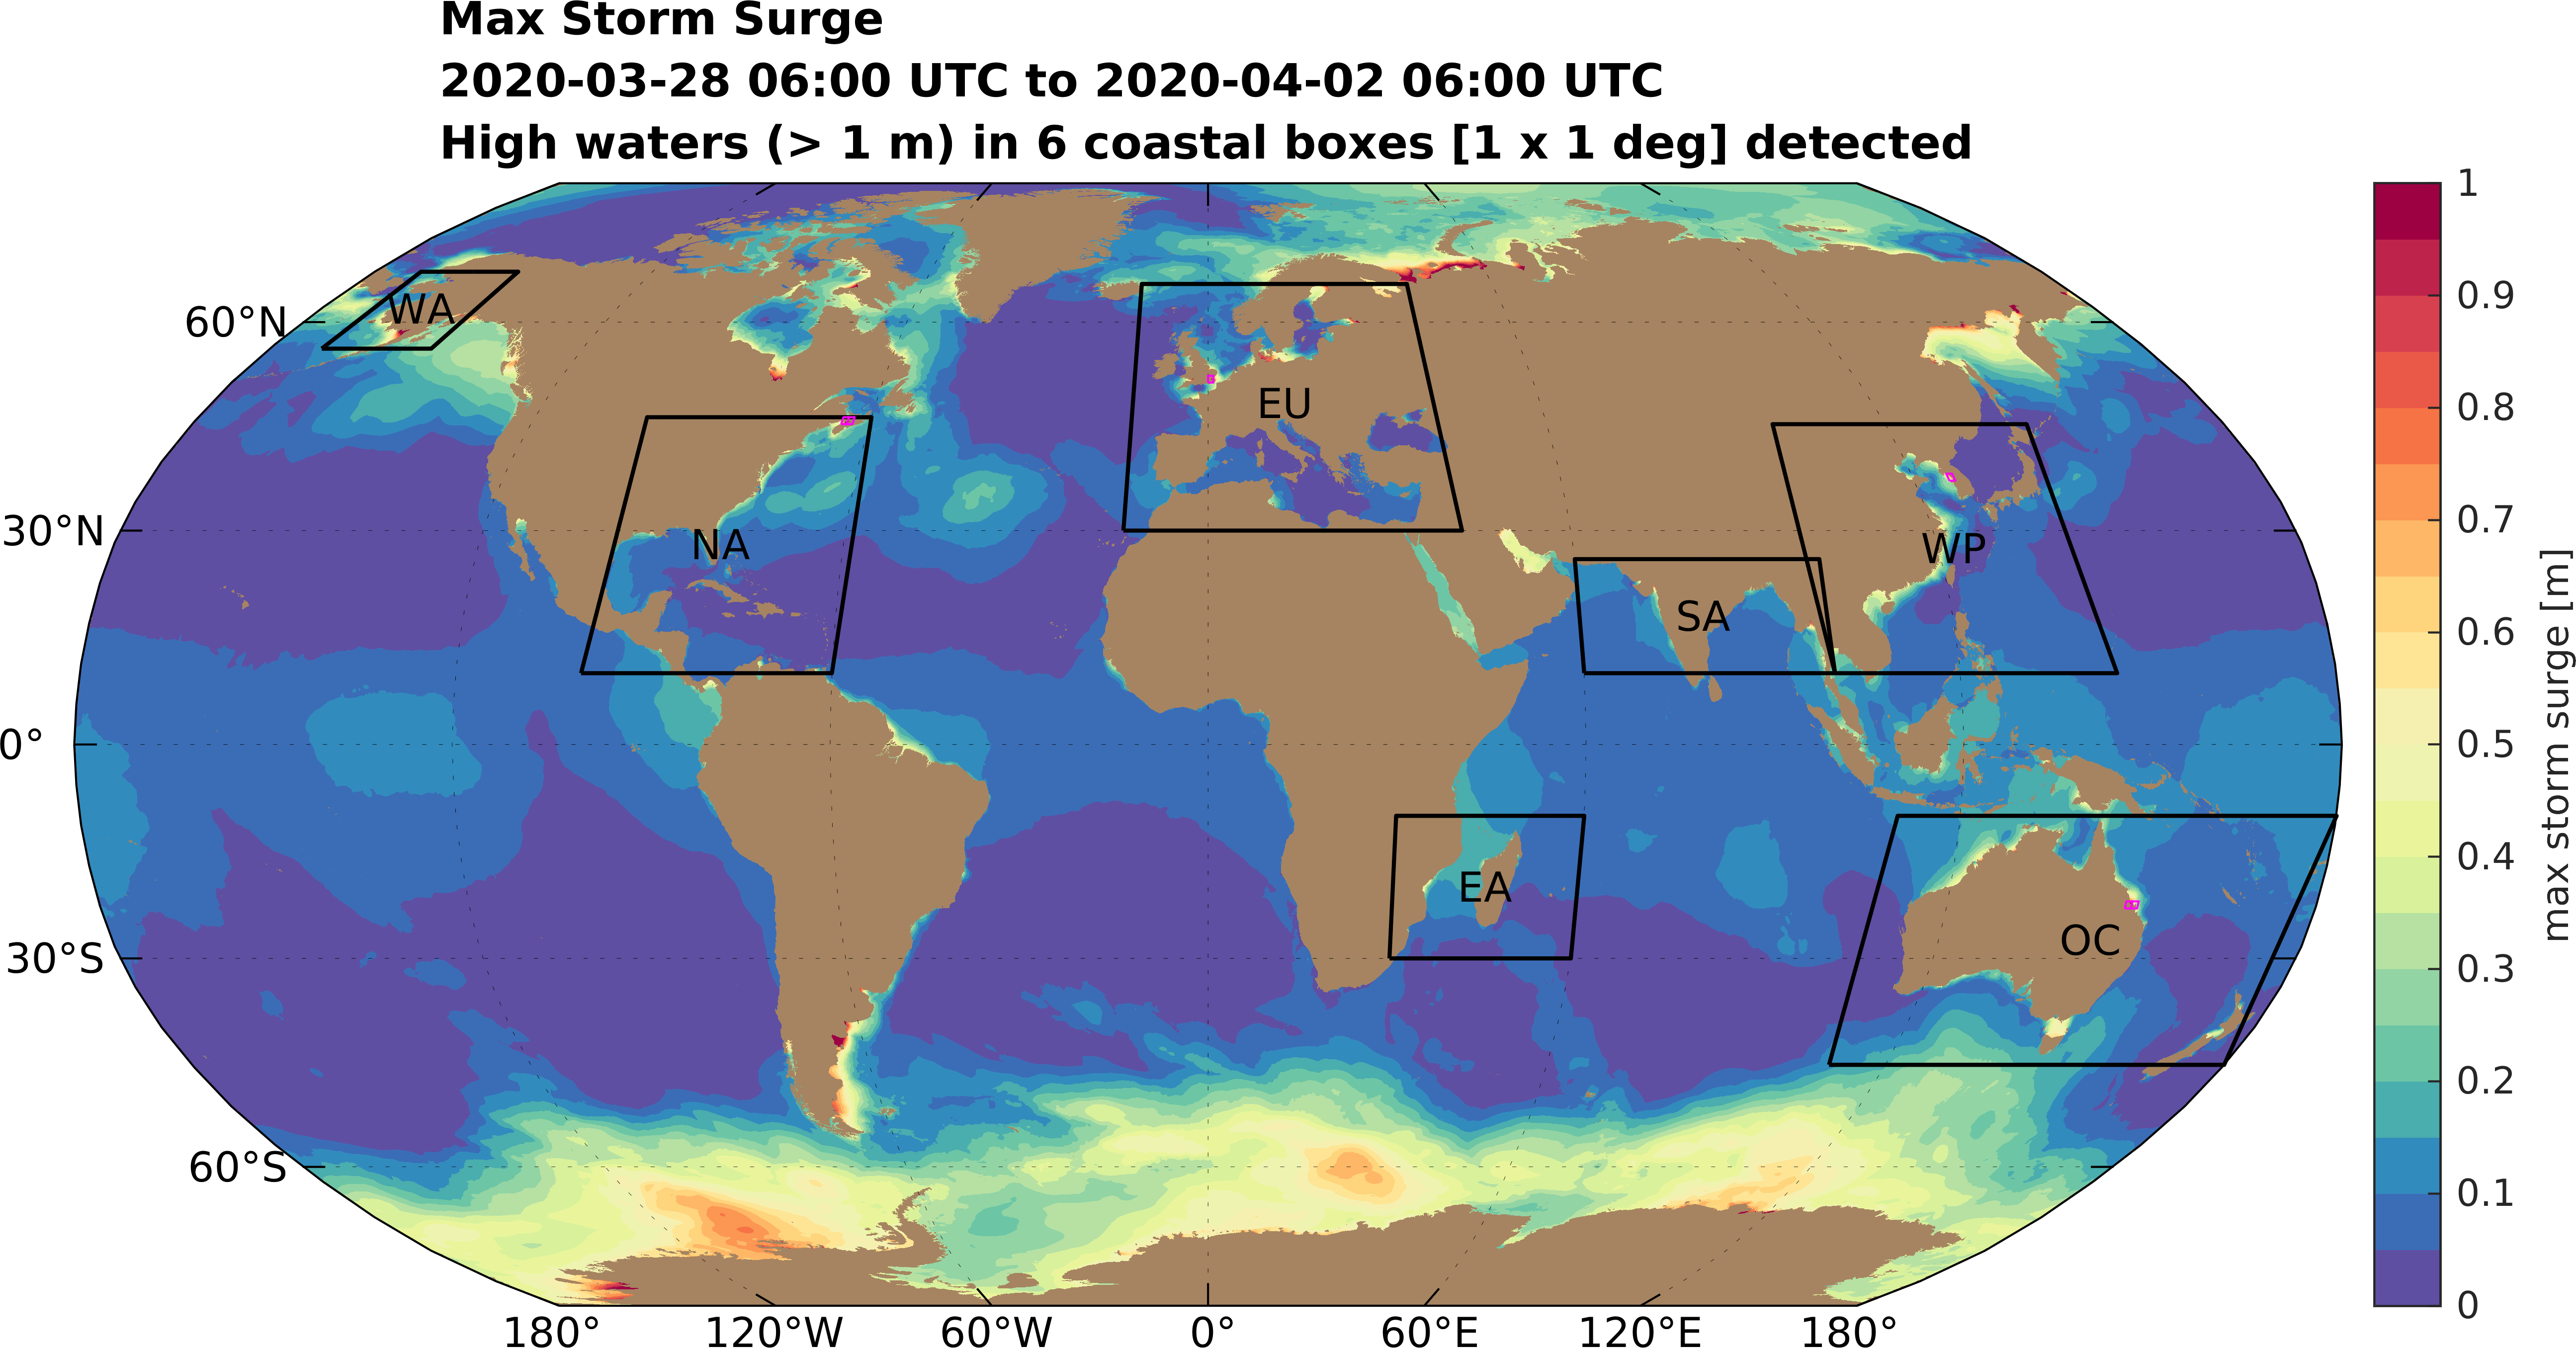 Max Storm Surge
2020-03-28 06:00 UTC to 2020-04-02 06:00 UTC
High waters (> 1 m) in 6 coastal boxes [1 x 1 deg] detected
60°N
30°N
0°
30°S
60°S
WA
NA
EU
SA
WP
EA
OC
180°
120°W
60°W
0°
60°E
120°E
180°
1
0.9
0.8
0.7
0.6
0.5
0.4
0.3
0.2
0.1
0
max storm surge [m]